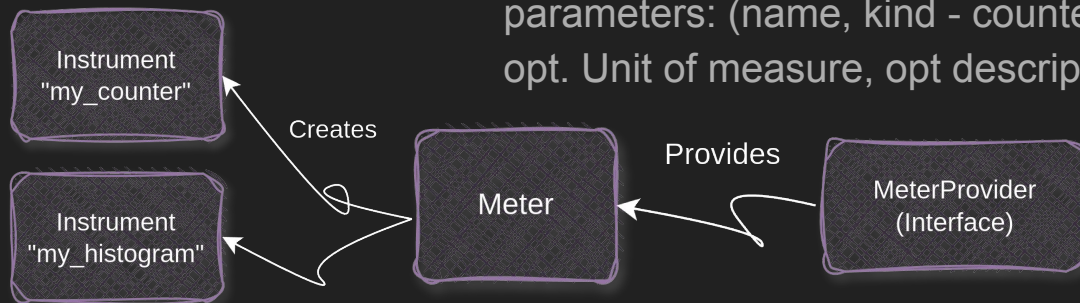 parameters: (name, kind - counte
opt. Unit of measure, opt descrip
Instrument
"my_counter"
Creates
Provides
Instrument
"my_histogram"
Meter
MeterProvider
(Interface)